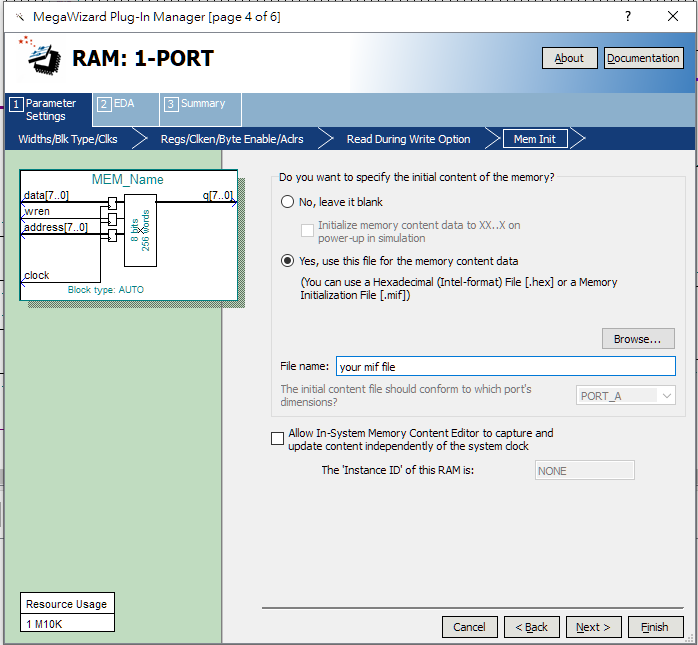 MegaWizard Plug-In Manager [page 4 of 6]
?
RAM: 1-PORT
About
Documentation
1 Parameter Settings
2 EDA
3 Summary
Widths/Blk Type/Clks
Regs/Clken/Byte Enable/Aclrs
Read During Write Option
Mem Init
MEM_Name
data[7..0]
q[7..0]
wren
address[7..0]
8 bits
256 words
clock
Block type: AUTO
Do you want to specify the initial content of the memory?
No, leave it blank
Initialize memory content data to XX..X on
power-up in simulation
Yes, use this file for the memory content data
(You can use a Hexadecimal (Intel-format) File [.hex] or a Memory
Initialization File [.mif])
Browse...
File name: your mif file
The initial content file should conform to which port's
dimensions?
PORT_A
Allow In-System Memory Content Editor to capture and
update content independently of the system clock
The 'Instance ID' of this RAM is: NONE
Resource Usage
1 M10K
Cancel
< Back
Next >
Finish